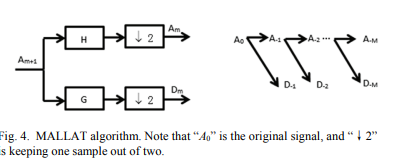 H
↓ 2
Am
Am+1
G
↓ 2
Dm
A0 A-1 A-2 ... A-M
D-1 D-2 D-M
Fig. 4. MALLAT algorithm. Note that “A0” is the original signal, and “ ↓ 2”
is keeping one sample out of two.